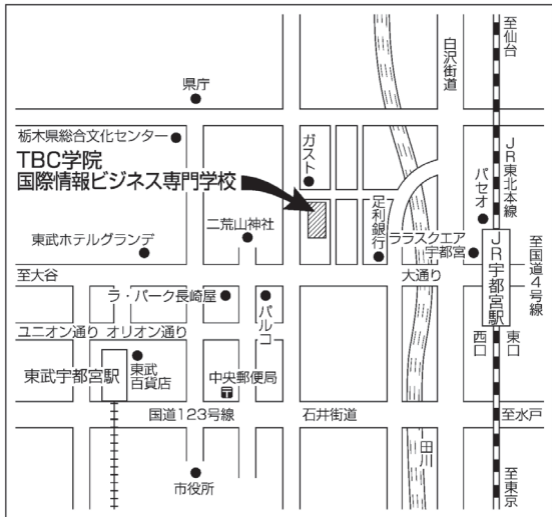 至仙台
白沢街道
県庁
栃木県総合文化センター
ガスト
JR東北本線
TBC学院
国際情報ビジネス専門学校
パセオ
足利銀行
二荒山神社
東武ホテルグランデ
ララスクエア
宇都宮
JR宇都宮駅
至国道4号線
至大谷
大通り
ラ・パーク長崎屋
パルコ
ユニオン通り オリオン通り
西口
東口
東武宇都宮駅
東武
百貨店
中央郵便局
国道123号線
石井街道
至水戸
田川
市役所
至東京